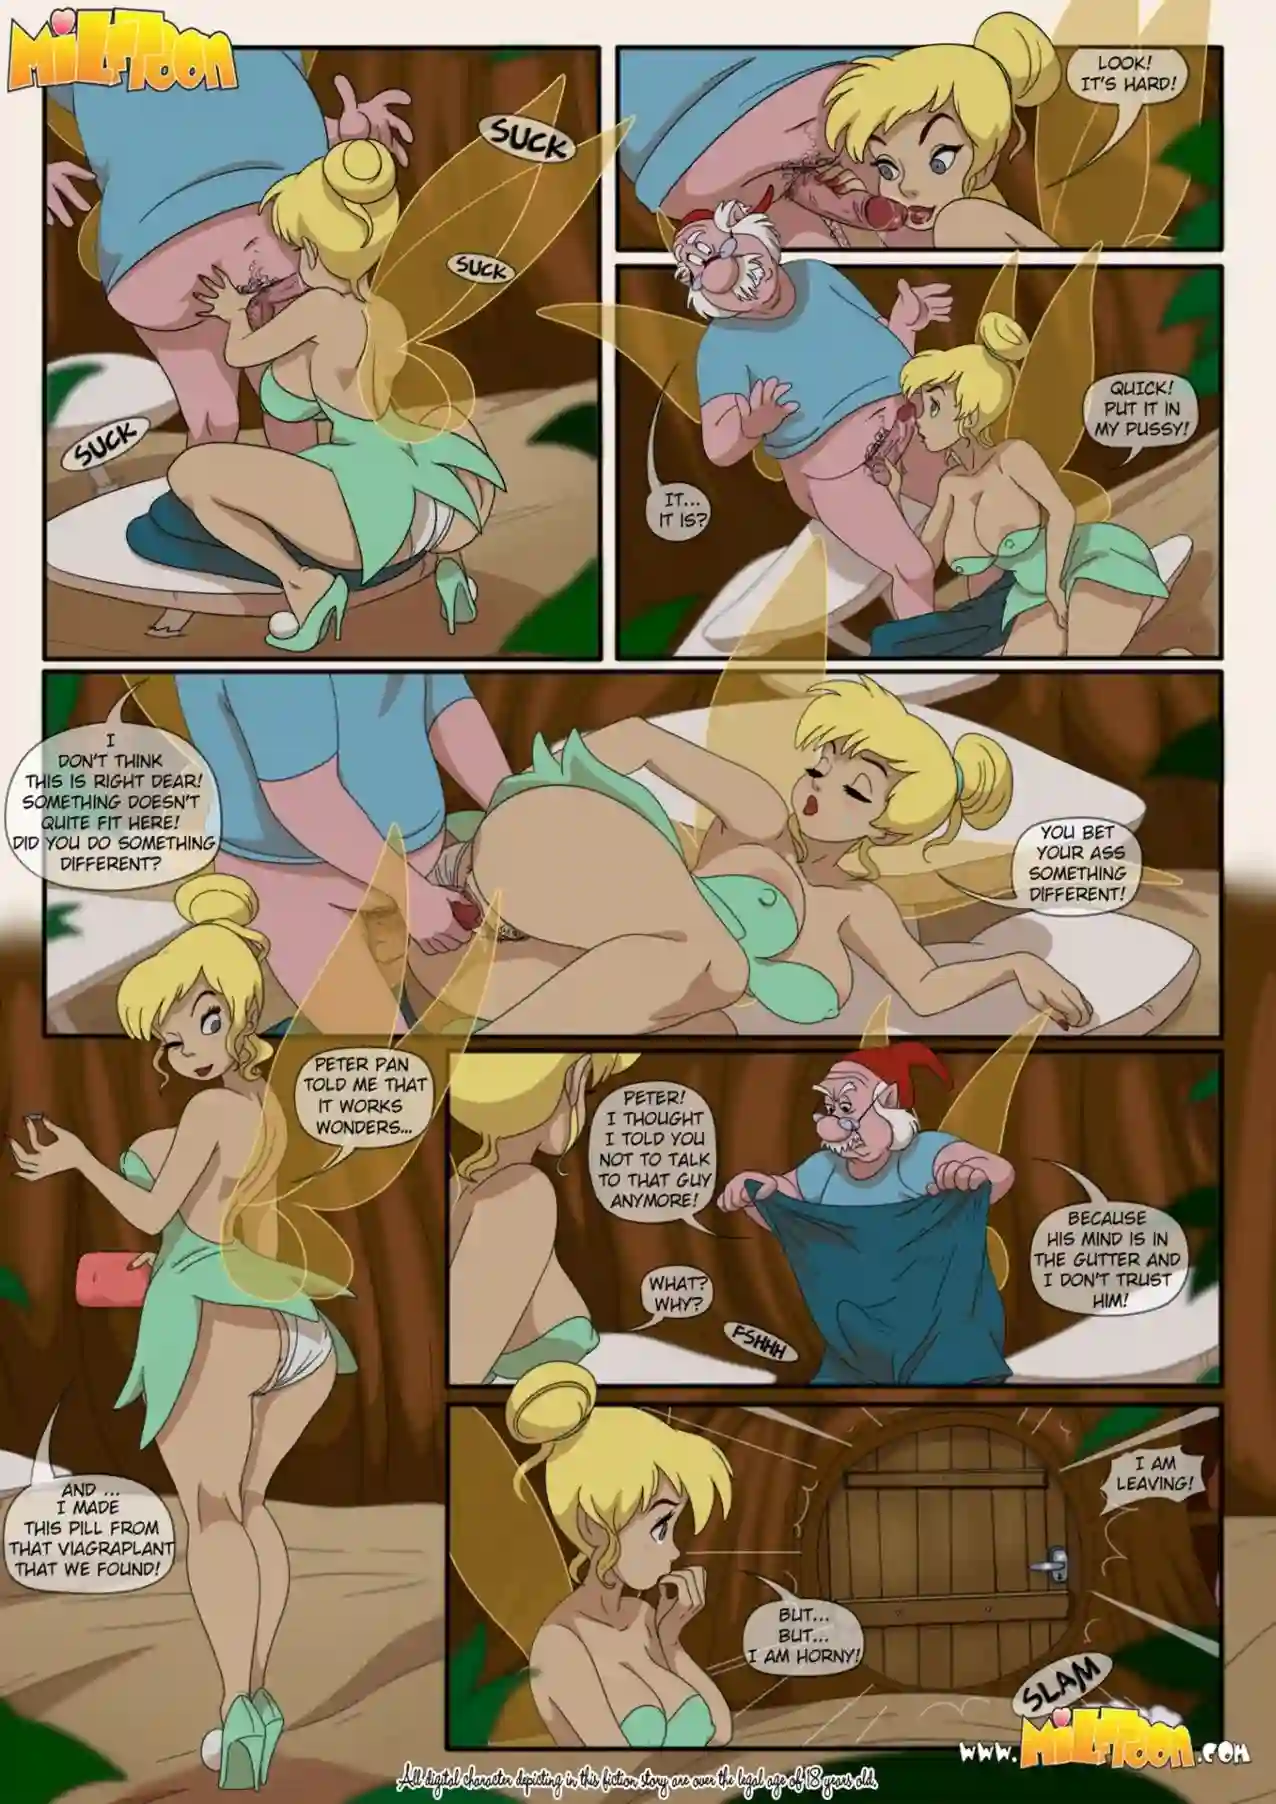 MILFTOON
SUCK
SUCK
SUCK
LOOK!
IT'S HARD!
QUICK!
PUT IT IN
MY PUSSY!
IT...
IT IS?
I
DON'T THINK
THIS IS RIGHT DEAR!
SOMETHING DOESN'T
QUITE FIT HERE!
DID YOU DO SOMETHING
DIFFERENT?
YOU BET
YOUR ASS
SOMETHING
DIFFERENT!
PETER PAN
TOLD ME THAT
IT WORKS
WONDERS...
AND ...
I MADE
THIS PILL FROM
THAT VIAGRAPLANT
THAT WE FOUND!
PETER!
I THOUGHT
I TOLD YOU
NOT TO TALK
TO THAT GUY
ANYMORE!
WHAT?
WHY?
FSHHH
BECAUSE
HIS MIND IS IN
THE GUTTER AND
I DON'T TRUST
HIM!
I AM
LEAVING!
BUT...
BUT...
I AM HORNY!
SLAM
www.MILFTOON.com
All digital character depicting in this fiction story are over the legal age of 18 years old.